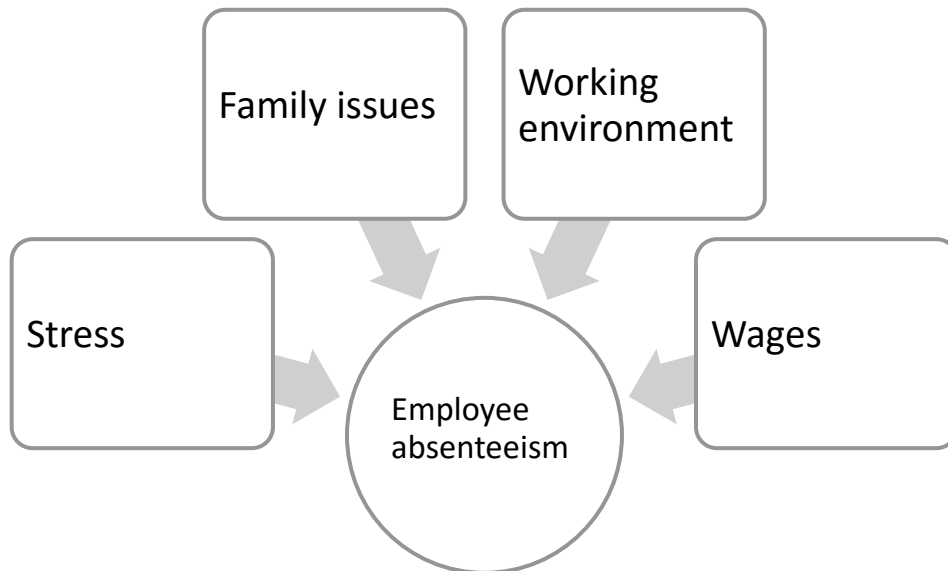 Family issues
Working
environment
Stress
Wages
Employee
absenteeism